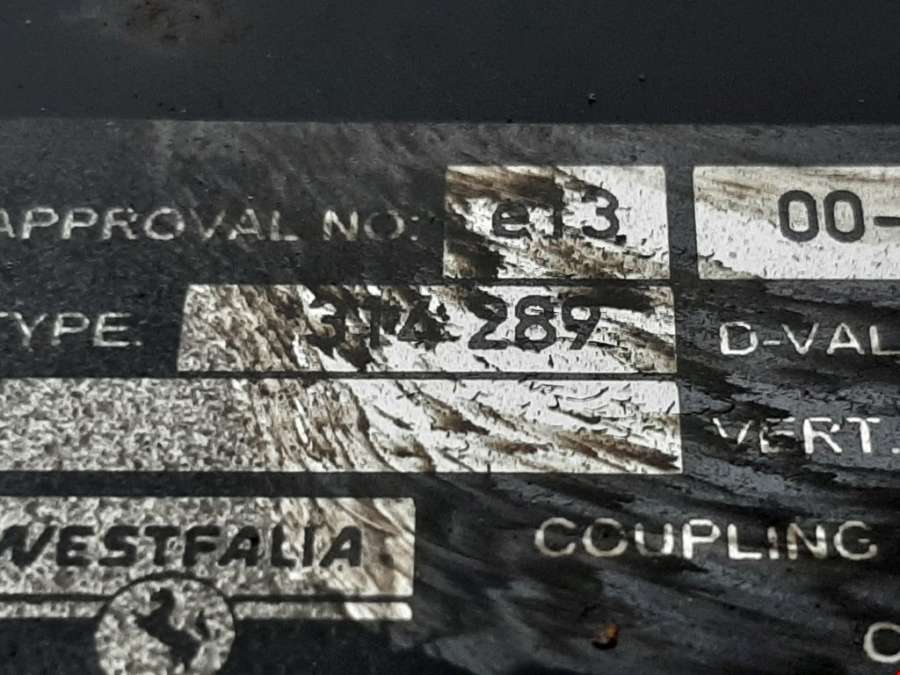 APPROVAL NO: e13 00-
TYPE: 314 289 D-VAL
VERT.
WESTFALIA COUPLING